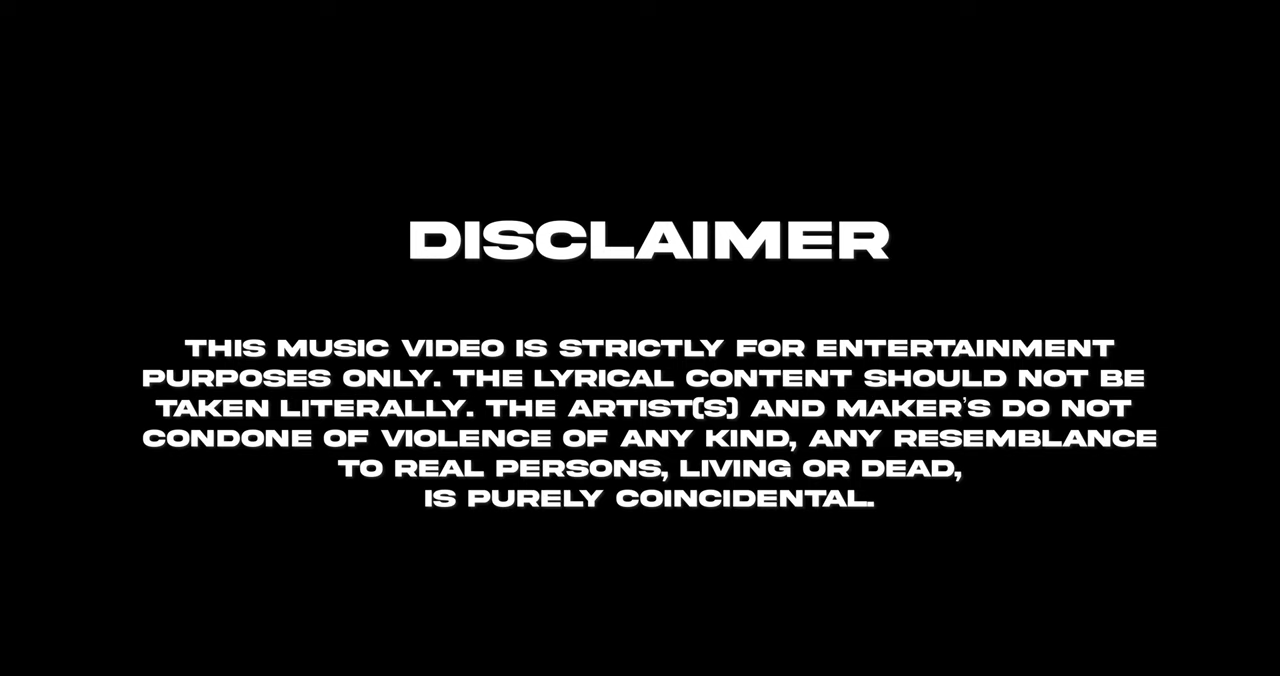 DISCLAIMER
THIS MUSIC VIDEO IS STRICTLY FOR ENTERTAINMENT
PURPOSES ONLY. THE LYRICAL CONTENT SHOULD NOT BE
TAKEN LITERALLY. THE ARTIST(S) AND MAKER'S DO NOT
CONDONE OF VIOLENCE OF ANY KIND, ANY RESEMBLANCE
TO REAL PERSONS, LIVING OR DEAD,
IS PURELY COINCIDENTAL.